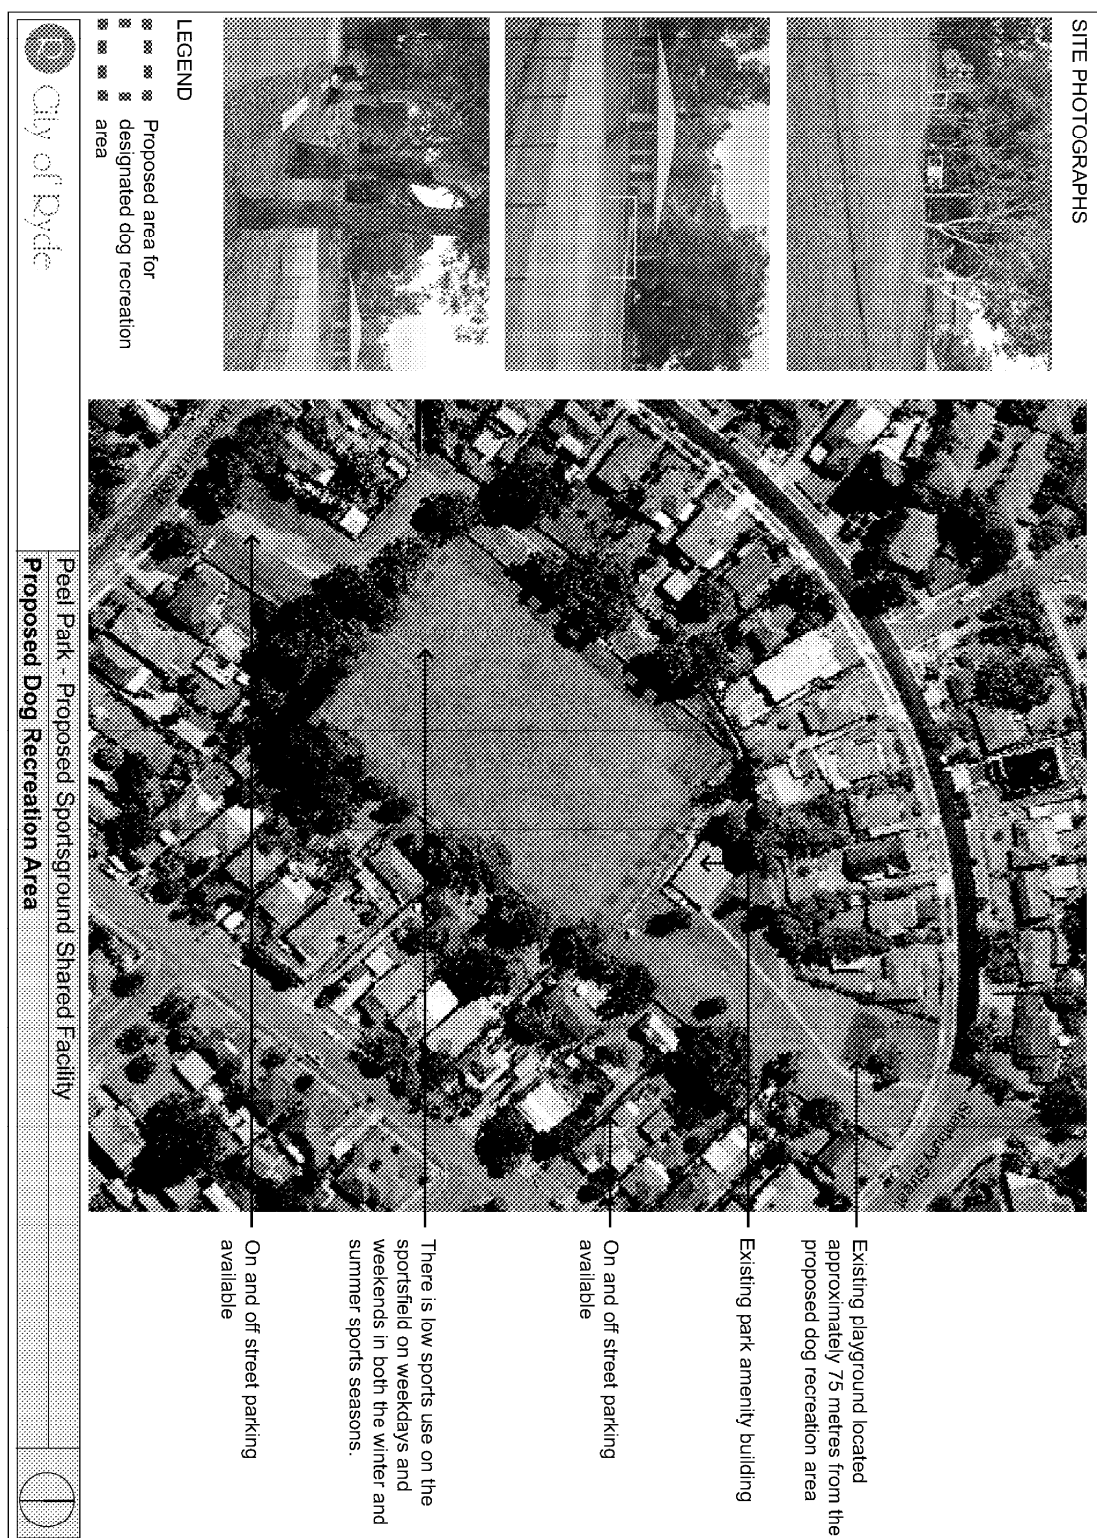 SITE PHOTOGRAPHS
LEGEND
Proposed area for
designated dog recreation
area
Existing playground located
approximately 75 metres from the
proposed dog recreation area
Existing park amenity building
On and off street parking
available
There is low sports use on the
sportsfield on weekdays and
weekends in both the winter and
summer sports seasons.
On and off street parking
available
City of Ryde
Peel Park - Proposed Sportsground Shared Facility
Proposed Dog Recreation Area